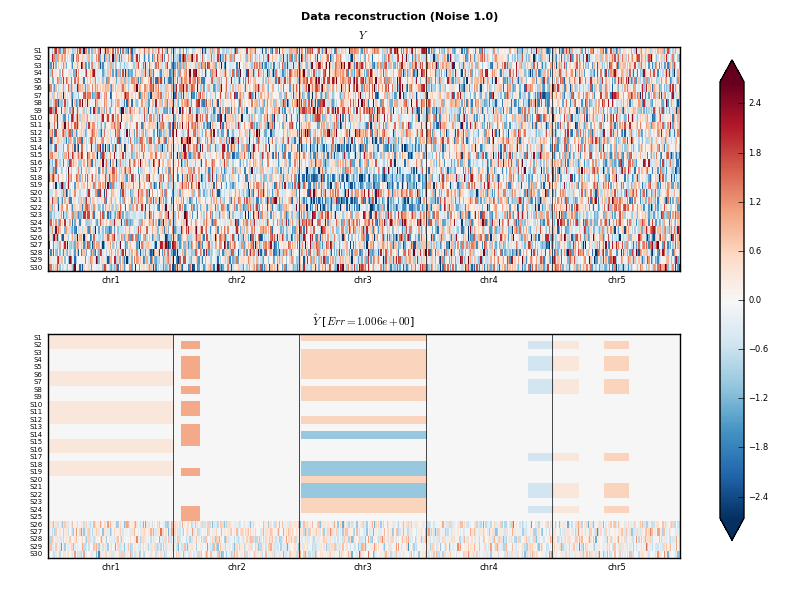 Data reconstruction (Noise 1.0)
Y
S1
S2
S3
S4
S5
S6
S7
S8
S9
S10
S11
S12
S13
S14
S15
S16
S17
S18
S19
S20
S21
S22
S23
S24
S25
S26
S27
S28
S29
S30
chr1 chr2 chr3 chr4 chr5
2.4
1.8
1.2
0.6
0.0
−0.6
−1.2
−1.8
−2.4
Ŷ [Err=1.006e+00]
S1
S2
S3
S4
S5
S6
S7
S8
S9
S10
S11
S12
S13
S14
S15
S16
S17
S18
S19
S20
S21
S22
S23
S24
S25
S26
S27
S28
S29
S30
chr1 chr2 chr3 chr4 chr5